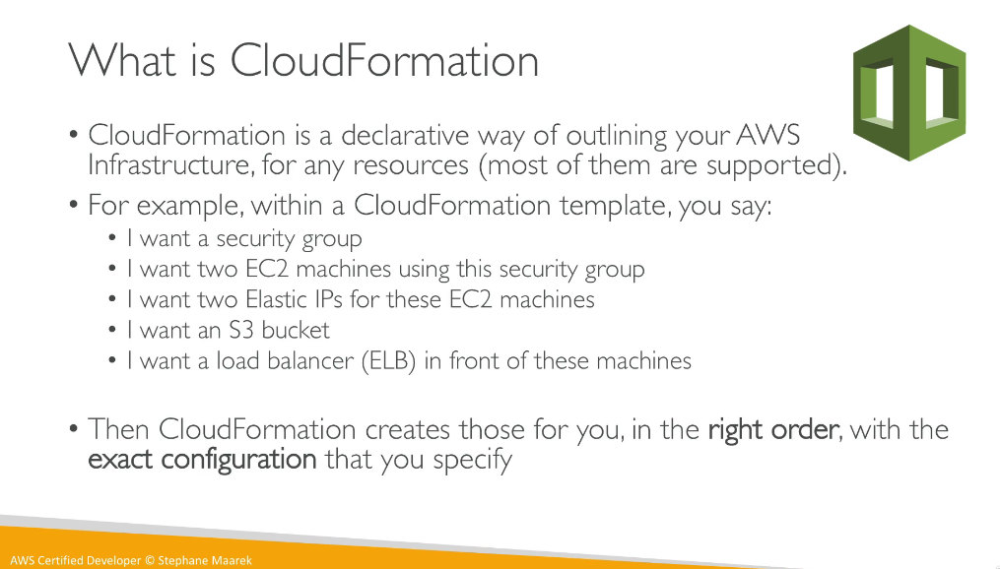 What is CloudFormation
• CloudFormation is a declarative way of outlining your AWS
Infrastructure, for any resources (most of them are supported).
• For example, within a CloudFormation template, you say:
• I want a security group
• I want two EC2 machines using this security group
• I want two Elastic IPs for these EC2 machines
• I want an S3 bucket
• I want a load balancer (ELB) in front of these machines
• Then CloudFormation creates those for you, in the right order, with the
exact configuration that you specify
AWS Certified Developer © Stephane Maarek